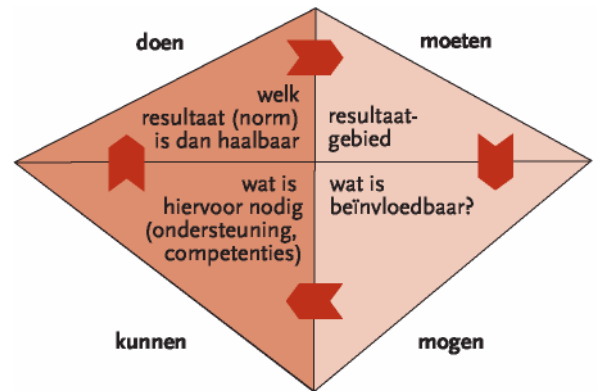 doen
moeten
welk
resultaat (norm)
is dan haalbaar
resultaat-
gebied
wat is
hiervoor nodig
(ondersteuning,
competenties)
wat is
beïnvloedbaar?
kunnen
mogen